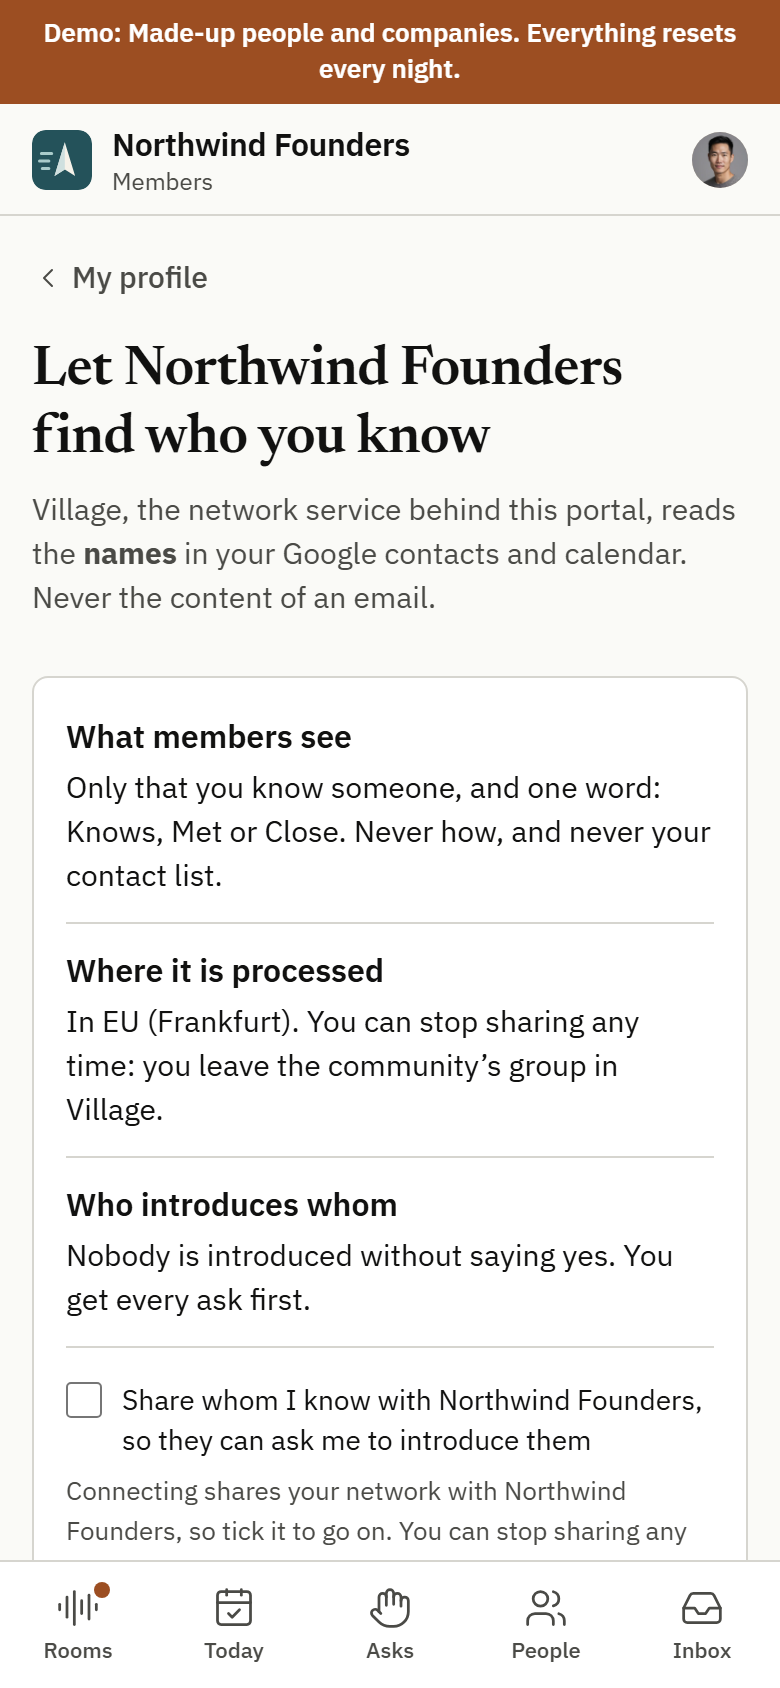 Demo: Made-up people and companies. Everything resets
every night.
Northwind Founders
Members
My profile
Let Northwind Founders
find who you know
Village, the network service behind this portal, reads
the names in your Google contacts and calendar.
Never the content of an email.
What members see
Only that you know someone, and one word:
Knows, Met or Close. Never how, and never your
contact list.
Where it is processed
In EU (Frankfurt). You can stop sharing any
time: you leave the community’s group in
Village.
Who introduces whom
Nobody is introduced without saying yes. You
get every ask first.
Share whom I know with Northwind Founders,
so they can ask me to introduce them
Connecting shares your network with Northwind
Founders, so tick it to go on. You can stop sharing any
Rooms
Today
Asks
People
Inbox